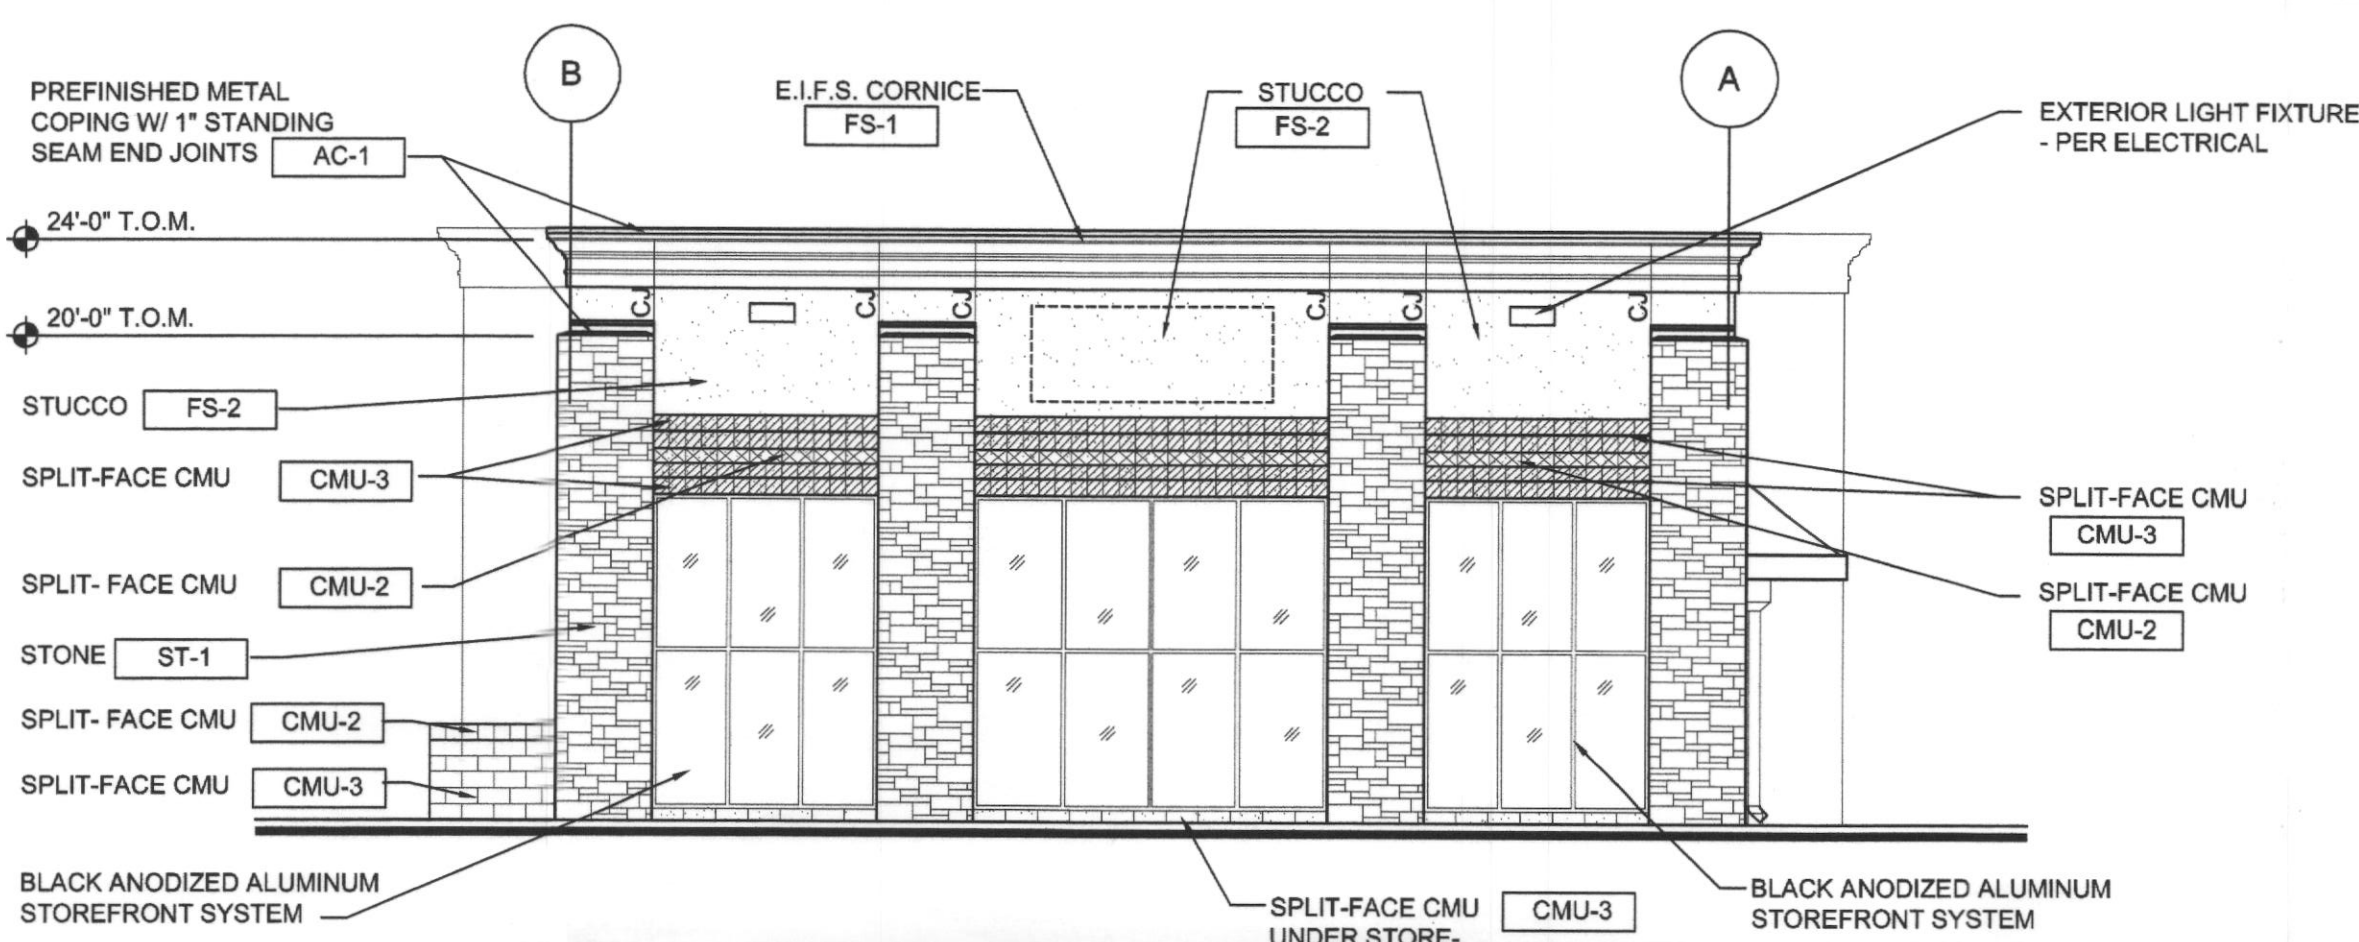 B
A
PREFINISHED METAL
COPING W/ 1" STANDING
SEAM END JOINTS AC-1
E.I.F.S. CORNICE
FS-1
STUCCO
FS-2
EXTERIOR LIGHT FIXTURE
- PER ELECTRICAL
24'-0" T.O.M.
20'-0" T.O.M.
CJ
CJ
CJ
CJ
CJ
CJ
STUCCO FS-2
SPLIT-FACE CMU CMU-3
SPLIT- FACE CMU CMU-2
STONE ST-1
SPLIT- FACE CMU CMU-2
SPLIT-FACE CMU CMU-3
BLACK ANODIZED ALUMINUM
STOREFRONT SYSTEM
SPLIT-FACE CMU
CMU-3
SPLIT-FACE CMU
CMU-2
SPLIT-FACE CMU CMU-3
UNDER STORE-
BLACK ANODIZED ALUMINUM
STOREFRONT SYSTEM